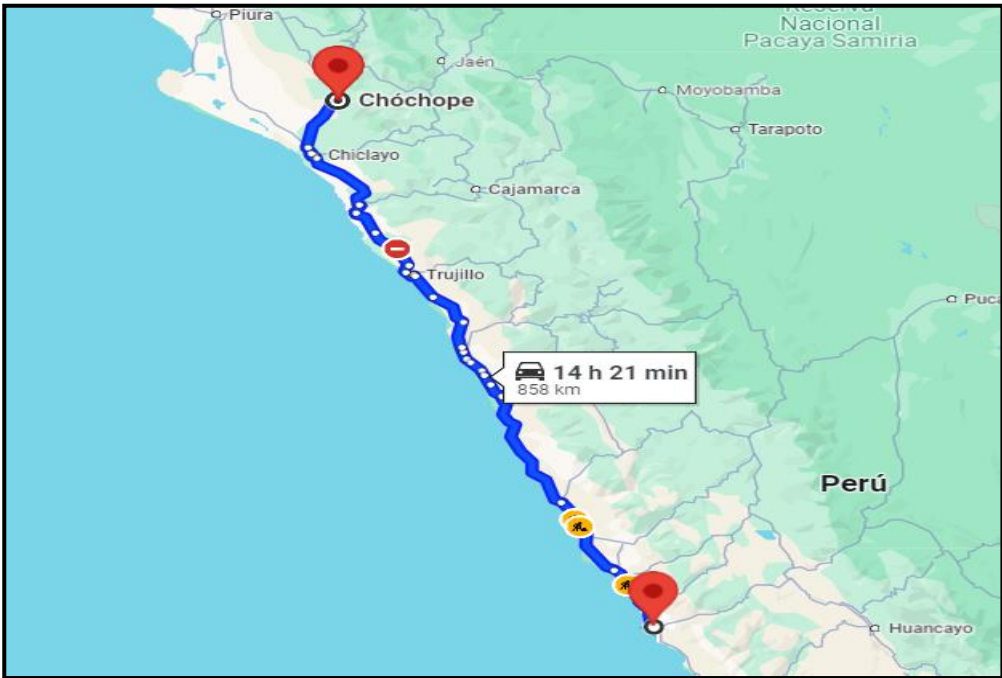 Piura
Reserva
Nacional
Pacaya Samiria
Jaén
Moyobamba
Chóchope
Tarapoto
Chiclayo
Cajamarca
Trujillo
Puca
14 h 21 min
858 km
Perú
Huancayo